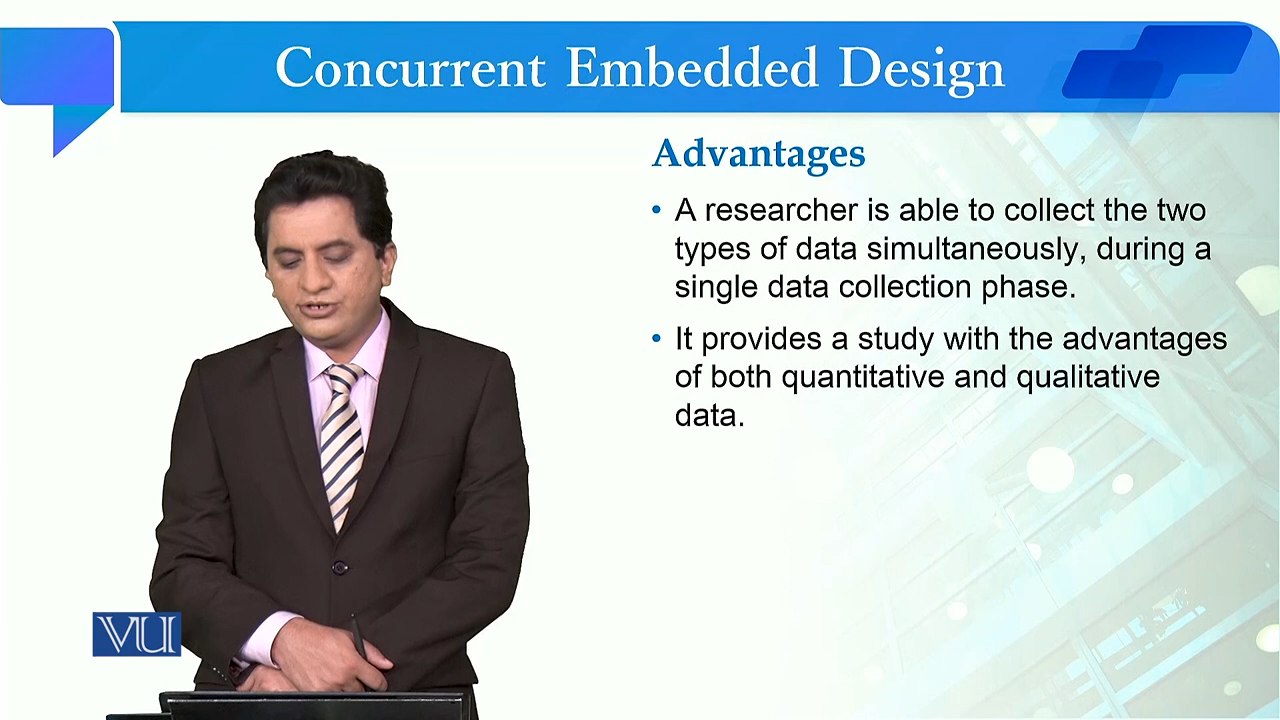 Concurrent Embedded Design
Advantages
• A researcher is able to collect the two
types of data simultaneously, during a
single data collection phase.
• It provides a study with the advantages
of both quantitative and qualitative
data.
VU